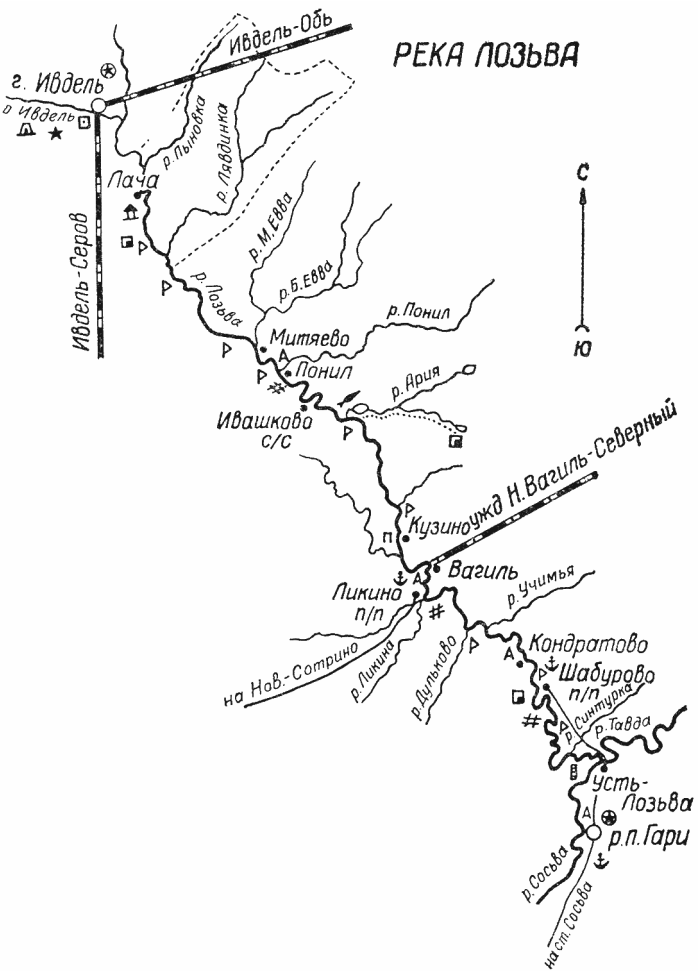 РЕКА ЛОЗЬВА
Ивдель-Обь
г. Ивдель
р. Ивдель
р. Пыновка
р. Лявдинка
Лача
С
Ю
Ивдель-Серов
р. М. Евва
р. Лозьва
р. Б. Евва
р. Понил
Митяево
А
Понил
р. Ария
Ивашково
с/с
П
Кузино
ужд Н. Вагиль-Северный
А
Вагиль
Ликино
п/п
р. Учимья
на Нов.-Сотрино
р. Ликина
р. Дульково
А
Кондратово
Шабурово
п/п
р. Синтурка
р. Тавда
Усть-
Лозьва
А
р.п. Гари
р. Сосьва
на ст. Сосьва